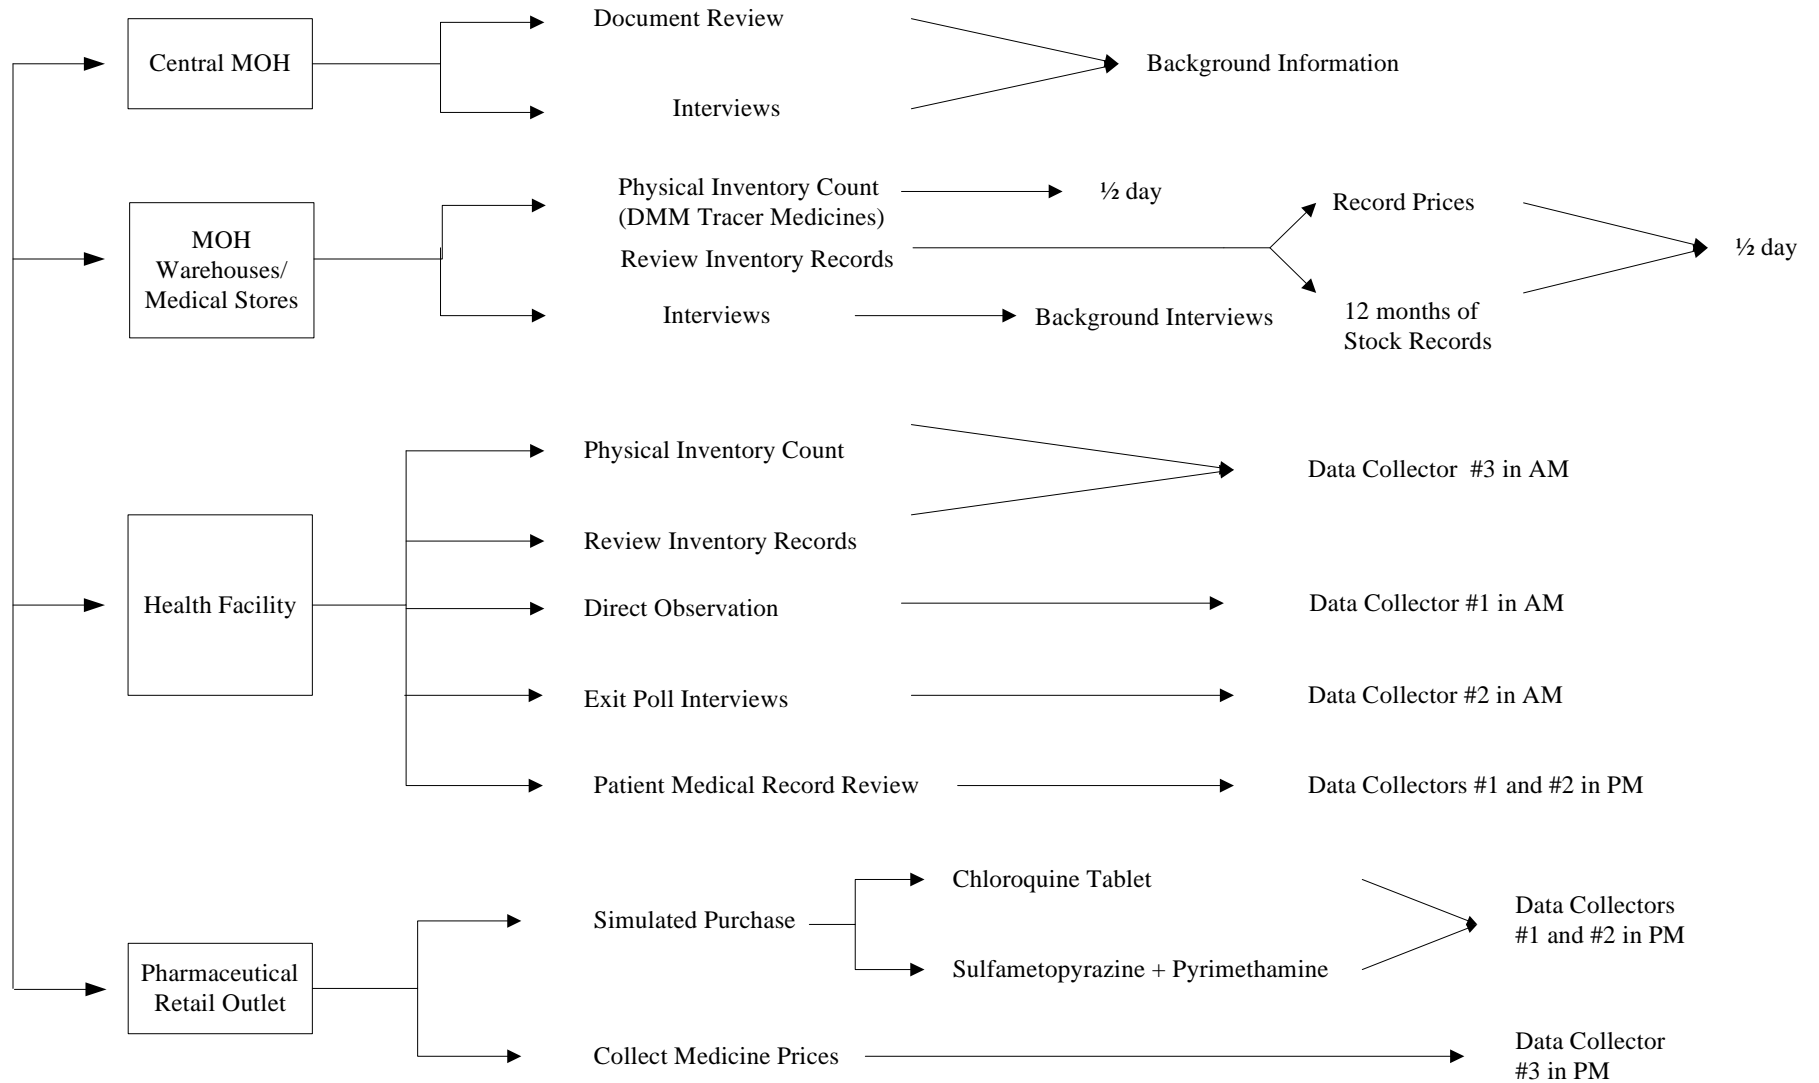 Central MOH
Document Review
Interviews
Background Information
MOH
Warehouses/
Medical Stores
Physical Inventory Count
(DMM Tracer Medicines)
½ day
Review Inventory Records
Record Prices
12 months of
Stock Records
½ day
Interviews
Background Interviews
Health Facility
Physical Inventory Count
Review Inventory Records
Data Collector  #3 in AM
Direct Observation
Data Collector #1 in AM
Exit Poll Interviews
Data Collector #2 in AM
Patient Medical Record Review
Data Collectors #1 and #2 in PM
Pharmaceutical
Retail Outlet
Simulated Purchase
Chloroquine Tablet
Sulfametopyrazine + Pyrimethamine
Data Collectors
#1 and #2 in PM
Collect Medicine Prices
Data Collector
#3 in PM